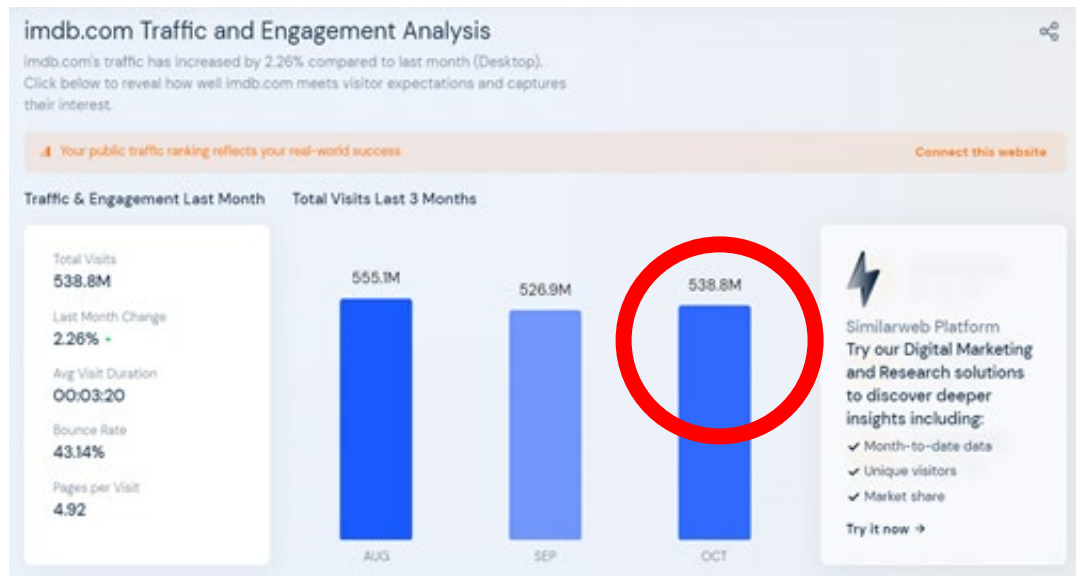 imdb.com Traffic and Engagement Analysis
imdb.com's traffic has increased by 2.26% compared to last month (Desktop).
Click below to reveal how well imdb.com meets visitor expectations and captures
their interest.
Your public traffic ranking reflects your real-world success
Connect this website
Traffic & Engagement Last Month
Total Visits Last 3 Months
Total Visits
538.8M
Last Month Change
2.26%
Avg Visit Duration
00:03:20
Bounce Rate
43.14%
Pages per Visit
4.92
555.1M
526.9M
538.8M
AUG
SEP
OCT
Similarweb Platform
Try our Digital Marketing
and Research solutions
to discover deeper
insights including:
✓ Month-to-date data
✓ Unique visitors
✓ Market share
Try it now →